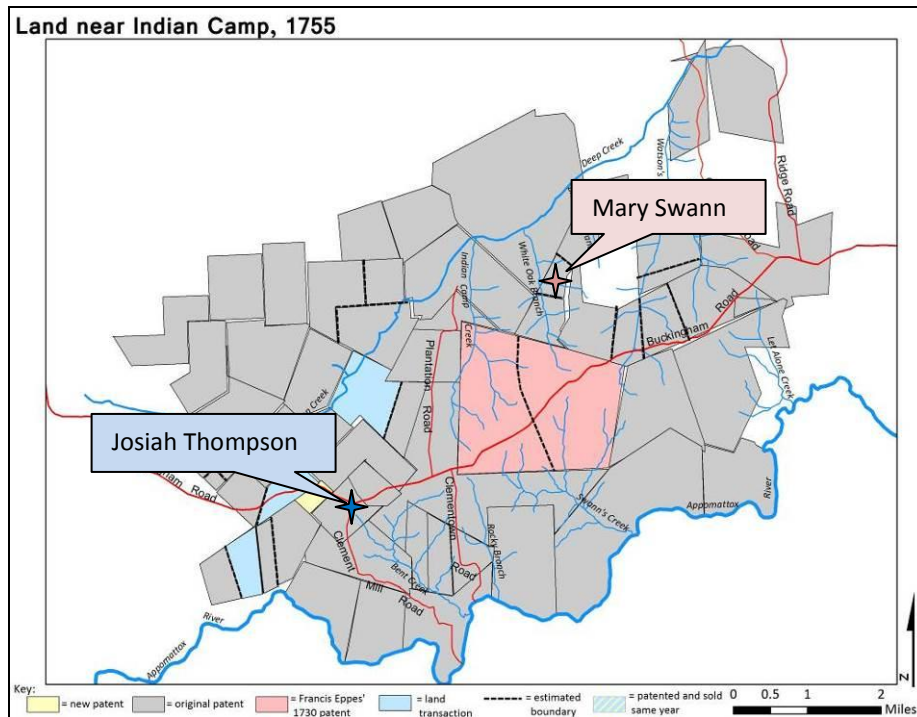 Land near Indian Camp, 1755
Deep Creek
Watson's
Ridge Road
Mary Swann
Road
White Oak Branch
Indian Camp
Creek
Buckingham
Road
Plantation
Road
Let Alone Creek
Creek
Josiah Thompson
Road
Clementown
Road
Swann's Creek
Appomattox
River
Rocky Branch
Clement
Mill
Road
Bent Creek
Appomattox
River
N
Key:
= new patent
= original patent
= Francis Eppes'
1730 patent
= land
transaction
= estimated
boundary
= patented and sold
same year
0 0.5 1 2
Miles